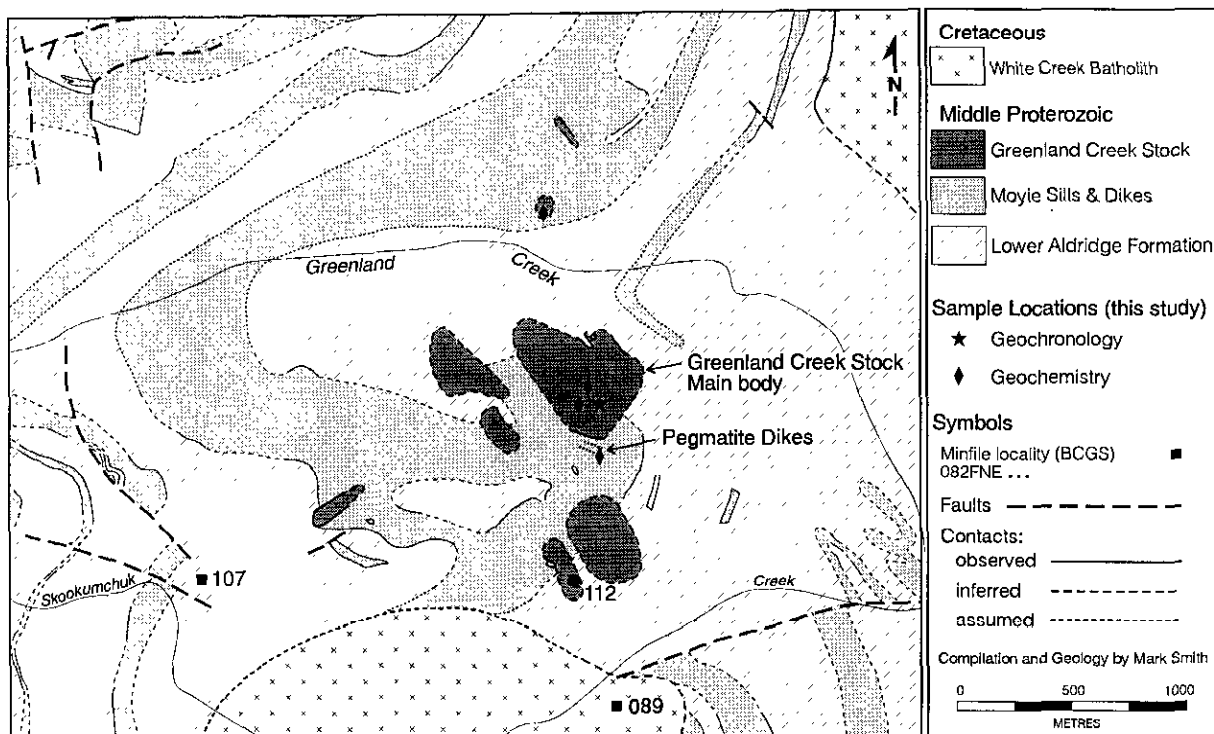 Greenland
Creek
Greenland Creek Stock
Main body
Pegmatite Dikes
Skookumchuk
107
112
Creek
089
Cretaceous
White Creek Batholith
N
Middle Proterozoic
Greenland Creek Stock
Moyie Sills & Dikes
Lower Aldridge Formation
Sample Locations (this study)
Geochronology
Geochemistry
Symbols
Minfile locality (BCGS)
082FNE ...
Faults
Contacts:
observed
inferred
assumed
Compilation and Geology by Mark Smith
0 500 1000
METRES